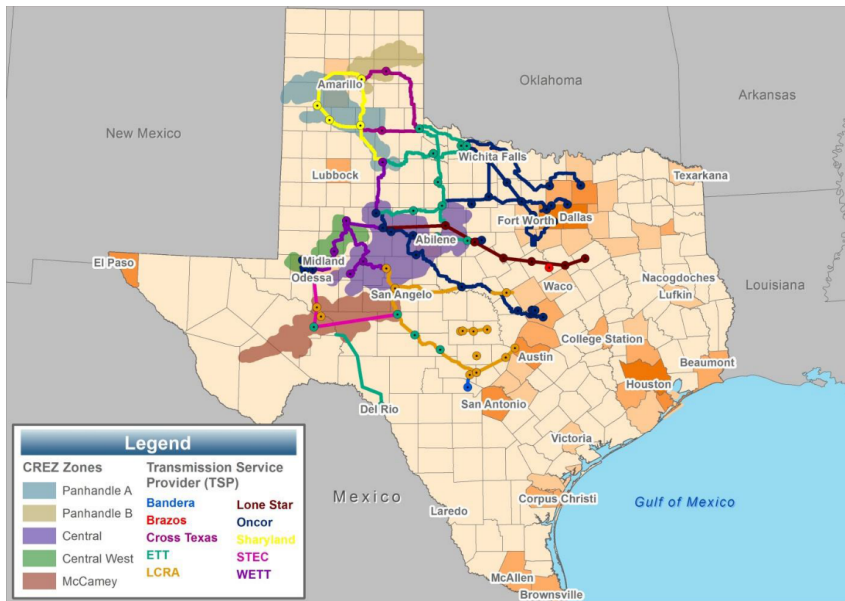 Oklahoma
Amarillo
Arkansas
New Mexico
Wichita Falls
Lubbock
Texarkana
Fort Worth
Dallas
Abilene
El Paso
Midland
Odessa
Waco
Nacogdoches
Lufkin
Louisiana
San Angelo
College Station
Beaumont
Austin
Houston
Del Rio
San Antonio
Victoria
Mexico
Corpus Christi
Gulf of Mexico
Laredo
McAllen
Brownsville
Legend
CREZ Zones
Panhandle A
Panhandle B
Central
Central West
McCamey
Transmission Service
Provider (TSP)
Bandera
Brazos
Cross Texas
ETT
LCRA
Lone Star
Oncor
Sharyland
STEC
WETT